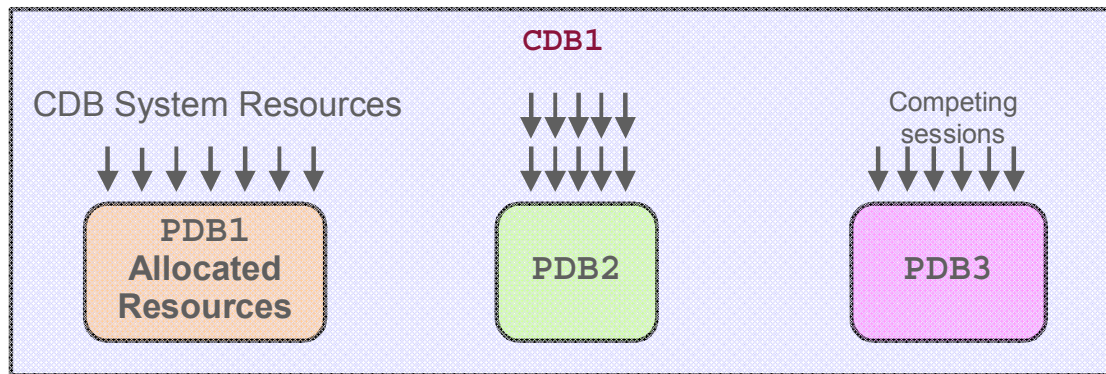 CDB1
CDB System Resources
Competing
sessions
PDB1
Allocated
Resources
PDB2
PDB3